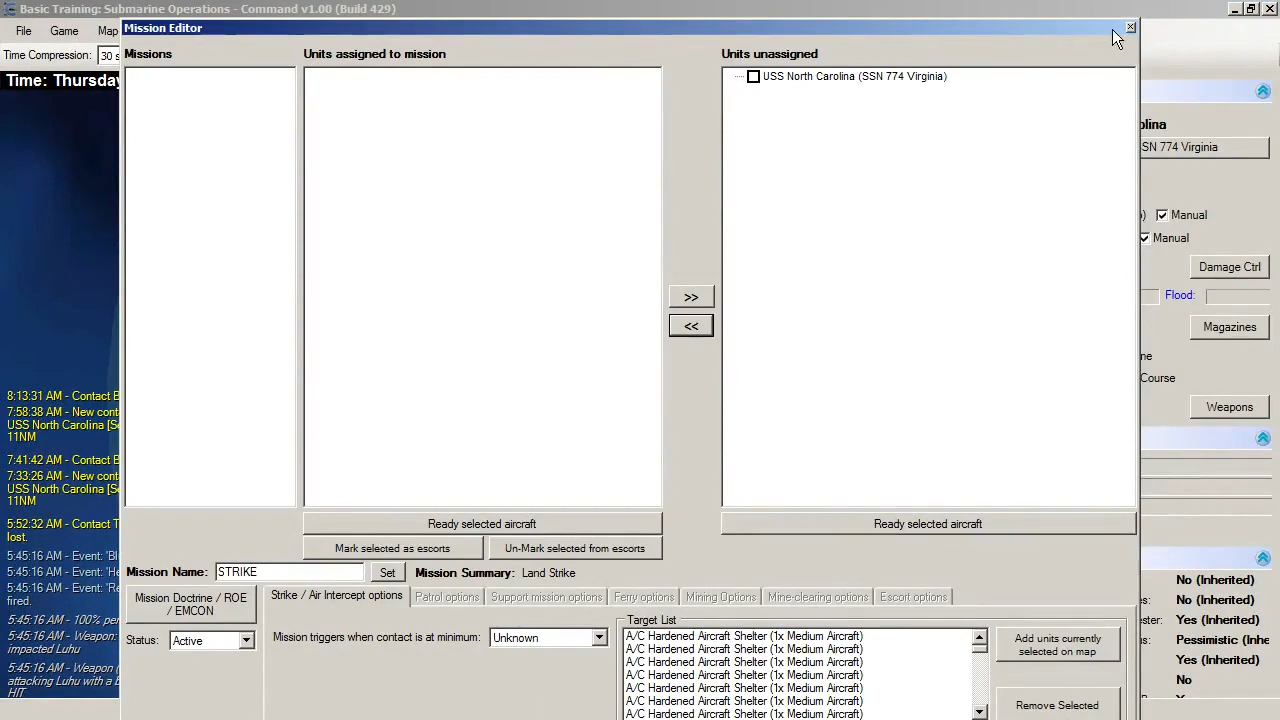 Basic Training: Submarine Operations - Command v1.00 (Build 429)
File Game Map
Time Compression: 30 s
Time: Thursday
Mission Editor
Missions
Units assigned to mission
Units unassigned
USS North Carolina (SSN 774 Virginia)
>>
<<
Ready selected aircraft
Ready selected aircraft
Mark selected as escorts
Un-Mark selected from escorts
Mission Name: STRIKE Set Mission Summary: Land Strike
Mission Doctrine / ROE
/ EMCON
Status: Active
Strike / Air Intercept options Patrol options Support mission options Ferry options Mining Options Mine-clearing options Escort options
Mission triggers when contact is at minimum: Unknown
Target List
A/C Hardened Aircraft Shelter (1x Medium Aircraft)
A/C Hardened Aircraft Shelter (1x Medium Aircraft)
A/C Hardened Aircraft Shelter (1x Medium Aircraft)
A/C Hardened Aircraft Shelter (1x Medium Aircraft)
A/C Hardened Aircraft Shelter (1x Medium Aircraft)
A/C Hardened Aircraft Shelter (1x Medium Aircraft)
A/C Hardened Aircraft Shelter (1x Medium Aircraft)
Add units currently
selected on map
Remove Selected
8:13:31 AM - Contact B
7:58:38 AM - New cont
USS North Carolina [Se
11NM
7:41:42 AM - Contact B
7:33:26 AM - New cont
USS North Carolina [Se
11NM
5:52:32 AM - Contact T
lost.
5:45:16 AM - Event: 'Bl
5:45:16 AM - Event: 'He
5:45:16 AM - Event: 'Re
fired.
5:45:16 AM - 100% per
5:45:16 AM - Weapon:
impacted Luhu
5:45:16 AM - Weapon (
attacking Luhu with a B
HIT
olina
SSN 774 Virginia
) Manual
Manual
Damage Ctrl
Flood:
Magazines
ne
Course
Weapons
No (Inherited)
s: No (Inherited)
ster: Yes (Inherited)
s: Pessimistic (Inhe
Yes (Inherited)
No